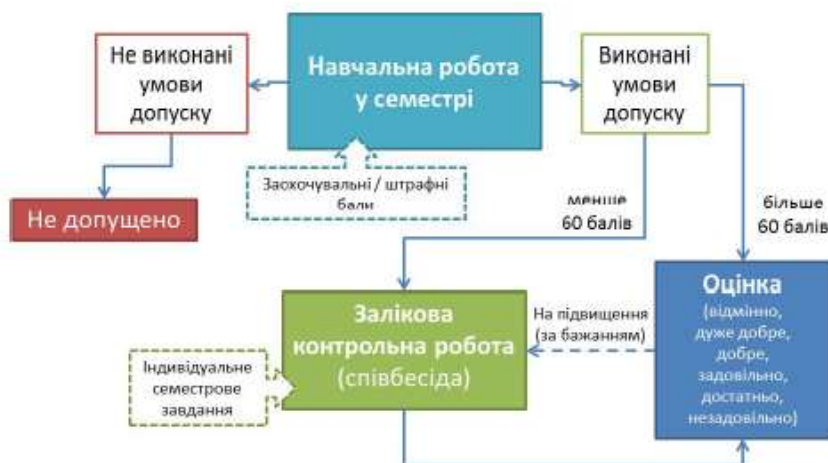 Не виконані
умови
допуску
Навчальна робота
у семестрі
Виконані
умови
допуску
Заохочувальні / штрафні
бали
Не допущено
менше
60 балів
більше
60 балів
Залікова
контрольна робота
(співбесіда)
На підвищення
(за бажанням)
Оцінка
(відмінно,
дуже добре,
добре,
задовільно,
достатньо,
незадовільно)
Індивідуальне
семестрове
завдання